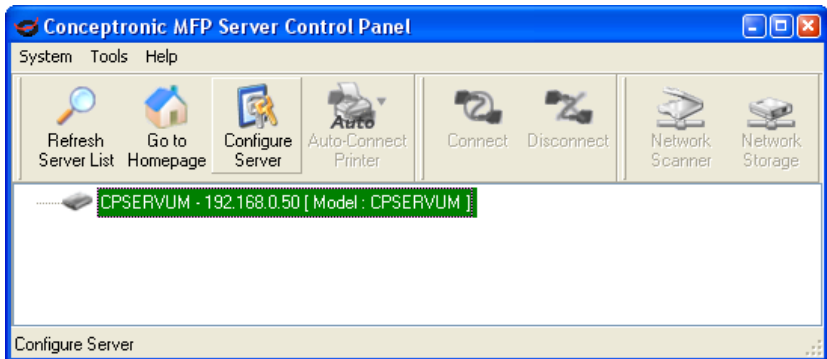 Conceptronic MFP Server Control Panel
System Tools Help
Refresh Server List
Go to Homepage
Configure Server
Auto
Auto-Connect Printer
Connect
Disconnect
Network Scanner
Network Storage
CPSERVUM - 192.168.0.50 [ Model : CPSERVUM ]
Configure Server